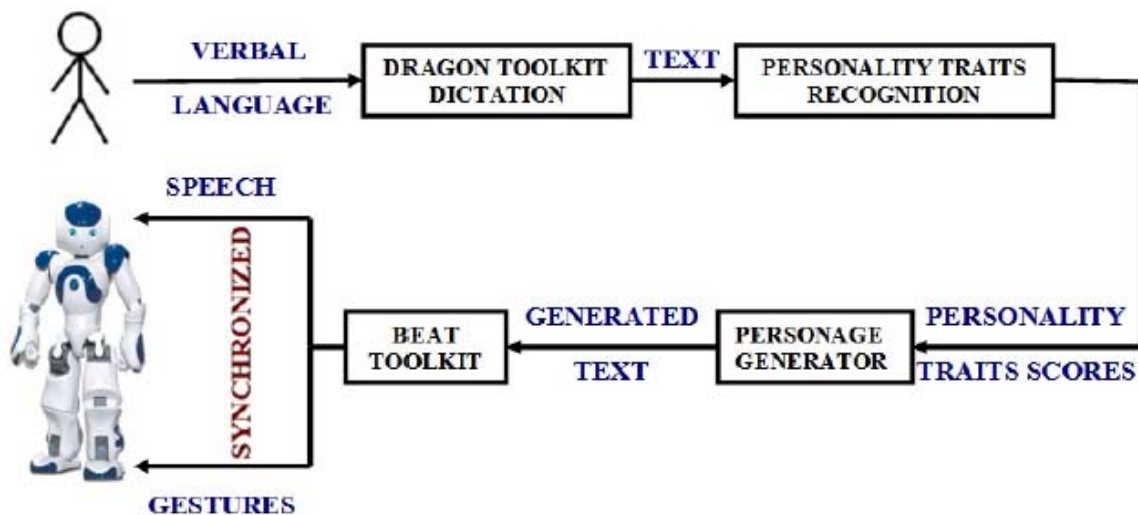 VERBAL
LANGUAGE
DRAGON TOOLKIT
DICTATION
TEXT
PERSONALITY TRAITS
RECOGNITION
SPEECH
SYNCHRONIZED
GESTURES
BEAT
TOOLKIT
GENERATED
TEXT
PERSONAGE
GENERATOR
PERSONALITY
TRAITS SCORES